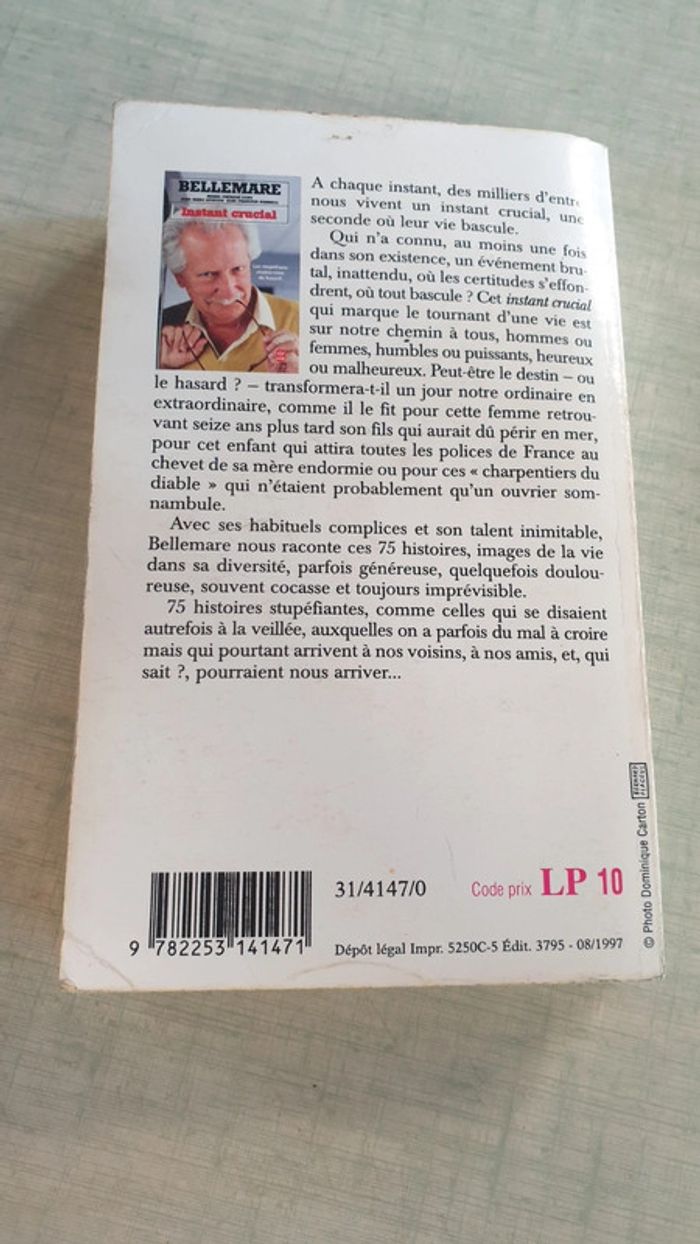 BELLEMARE
Instant crucial
A chaque instant, des milliers d'entre
nous vivent un instant crucial, une
seconde où leur vie bascule.
Qui n'a connu, au moins une fois
dans son existence, un événement bru-
tal, inattendu, où les certitudes s'effon-
drent, où tout bascule ? Cet instant crucial
qui marque le tournant d'une vie est
sur notre chemin à tous, hommes ou
femmes, humbles ou puissants, heureux
ou malheureux. Peut-être le destin – ou
le hasard ? – transformera-t-il un jour notre ordinaire en
extraordinaire, comme il le fit pour cette femme retrou-
vant seize ans plus tard son fils qui aurait dû périr en mer,
pour cet enfant qui attira toutes les polices de France au
chevet de sa mère endormie ou pour ces « charpentiers du
diable » qui n'étaient probablement qu'un ouvrier som-
nambule.
Avec ses habituels complices et son talent inimitable,
Bellemare nous raconte ces 75 histoires, images de la vie
dans sa diversité, parfois généreuse, quelquefois doulou-
reuse, souvent cocasse et toujours imprévisible.
75 histoires stupéfiantes, comme celles qui se disaient
autrefois à la veillée, auxquelles on a parfois du mal à croire
mais qui pourtant arrivent à nos voisins, à nos amis, et, qui
sait ?, pourraient nous arriver...
© Photo Dominique Carton
31/4147/0
Code prix LP 10
9 782253 141471
Dépôt légal Impr. 5250C-5 Édit. 3795 - 08/1997